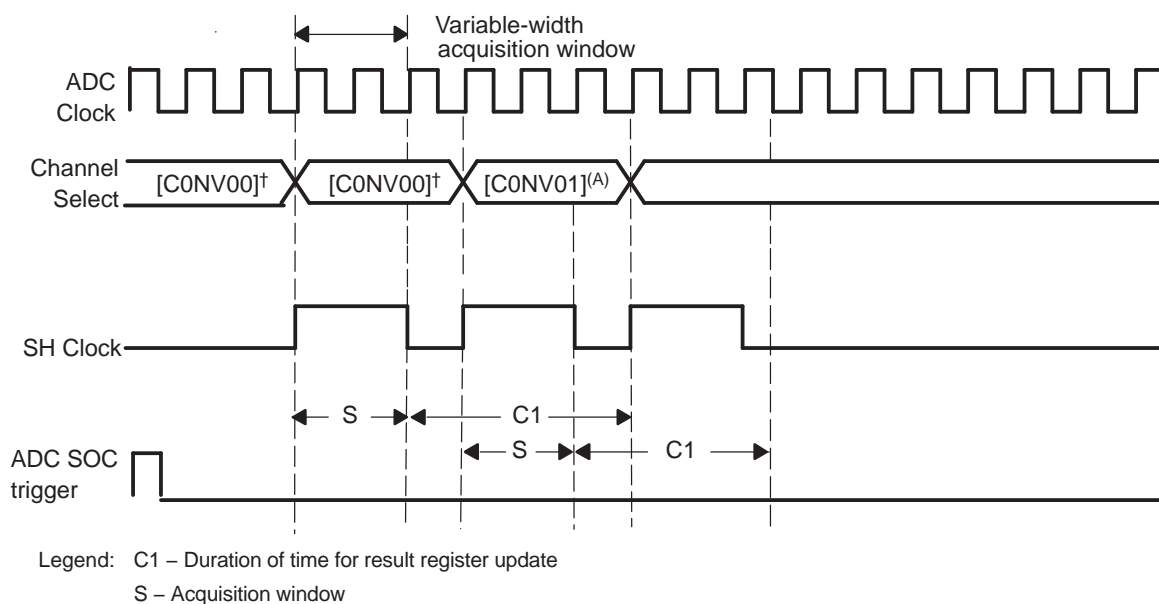 Variable-width
acquisition window
ADC
Clock
Channel
Select
[C0NV00]†
[C0NV00]†
[C0NV01](A)
SH Clock
S
C1
S
C1
ADC SOC
trigger
Legend: C1 – Duration of time for result register update
S – Acquisition window